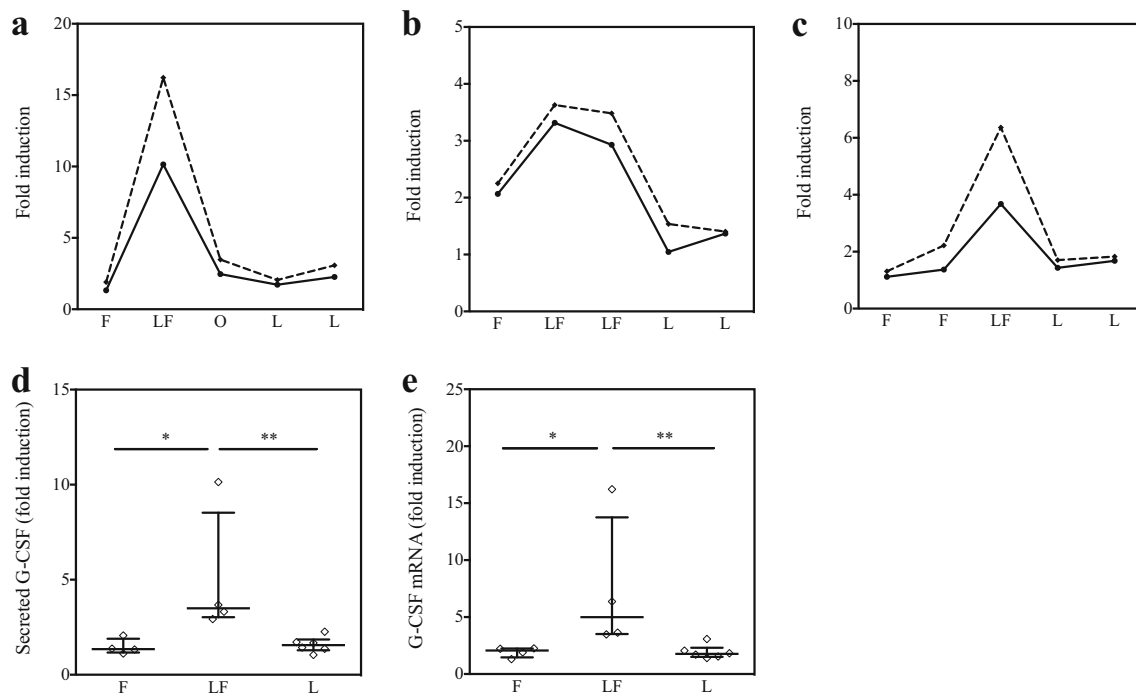 a
20
15
10
5
0
Fold induction
F LF O L L
b
5
4
3
2
1
0
Fold induction
F LF LF L L
c
10
8
6
4
2
0
Fold induction
F F LF L L
d
15
10
5
0
Secreted G-CSF (fold induction)
* **
F LF L
e
25
20
15
10
5
0
G-CSF mRNA (fold induction)
* **
F LF L